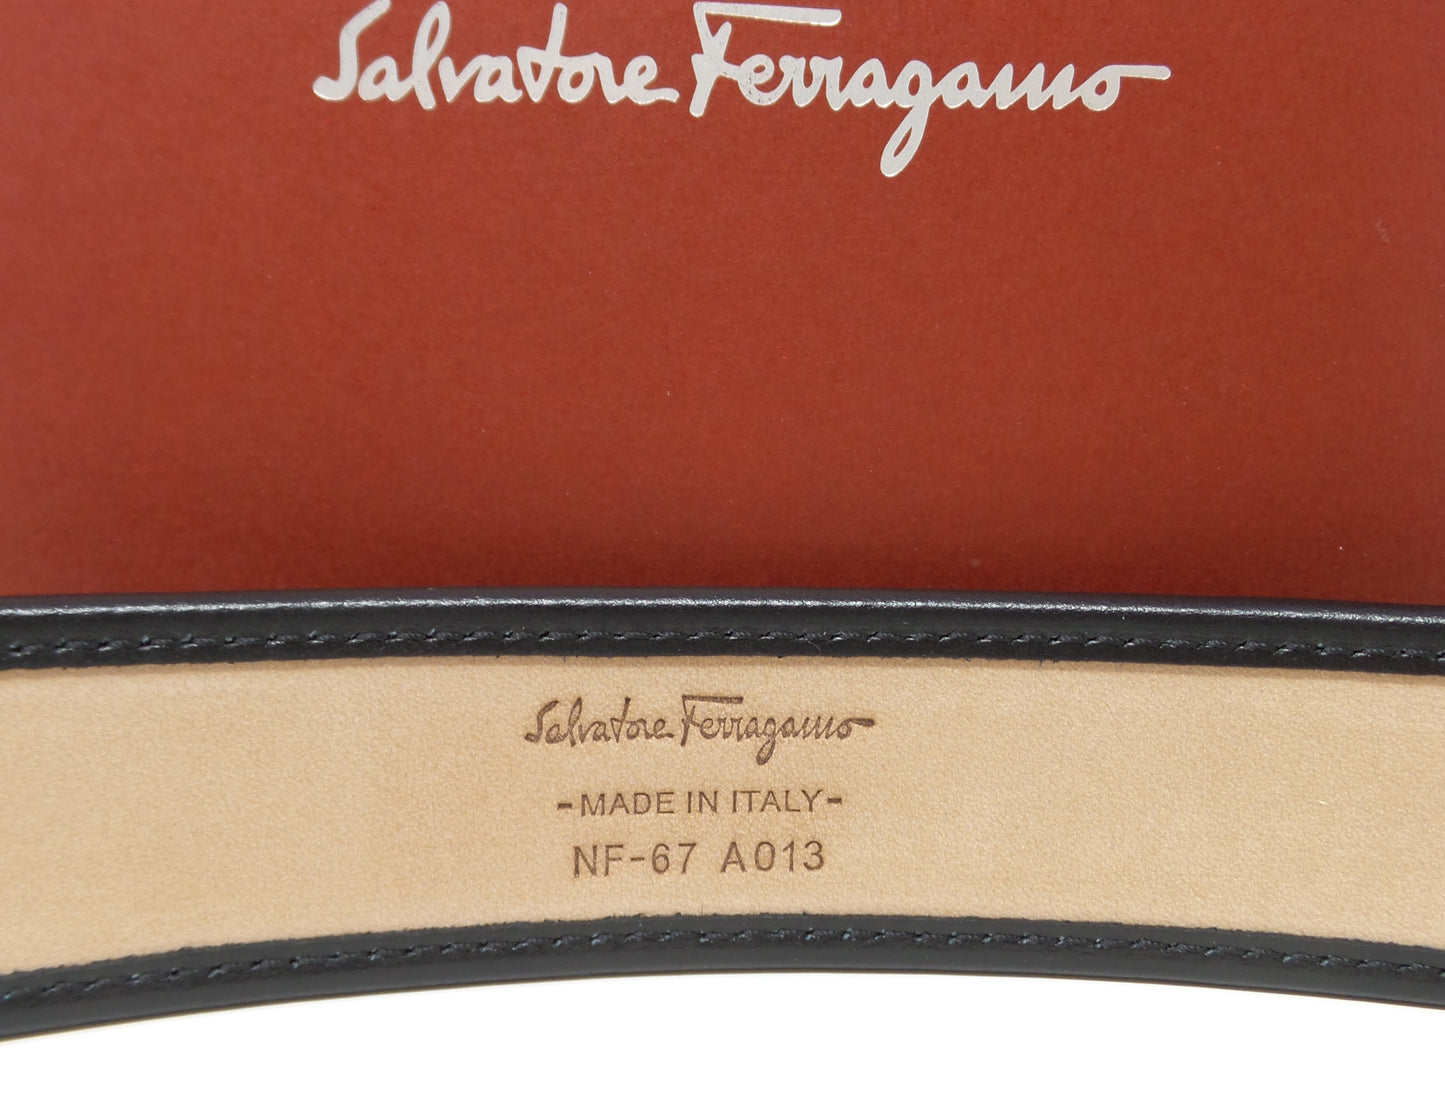 Salvatore Ferragamo
Salvatore Ferragamo
-MADE IN ITALY-
NF-67 A013